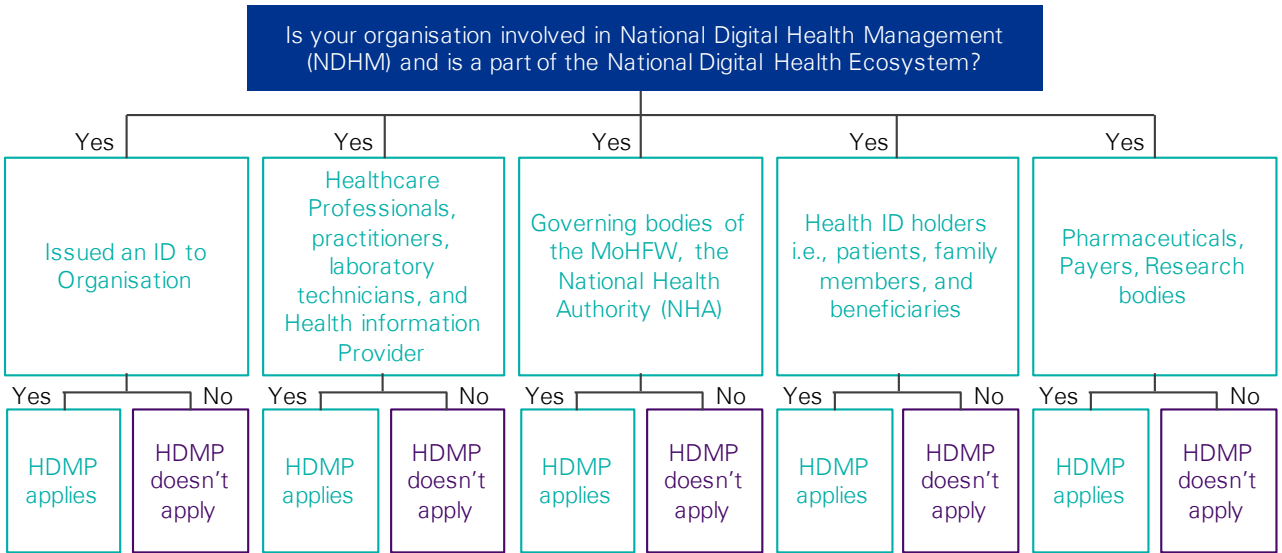 Is your organisation involved in National Digital Health Management
(NDHM) and is a part of the National Digital Health Ecosystem?
Yes
Yes
Yes
Yes
Yes
Issued an ID to
Organisation
Healthcare
Professionals,
practitioners,
laboratory
technicians, and
Health information
Provider
Governing bodies of
the MoHFW, the
National Health
Authority (NHA)
Health ID holders
i.e., patients, family
members, and
beneficiaries
Pharmaceuticals,
Payers, Research
bodies
Yes
No
Yes
No
Yes
No
Yes
No
Yes
No
HDMP
applies
HDMP
doesn't
apply
HDMP
applies
HDMP
doesn't
apply
HDMP
applies
HDMP
doesn't
apply
HDMP
applies
HDMP
doesn't
apply
HDMP
applies
HDMP
doesn't
apply